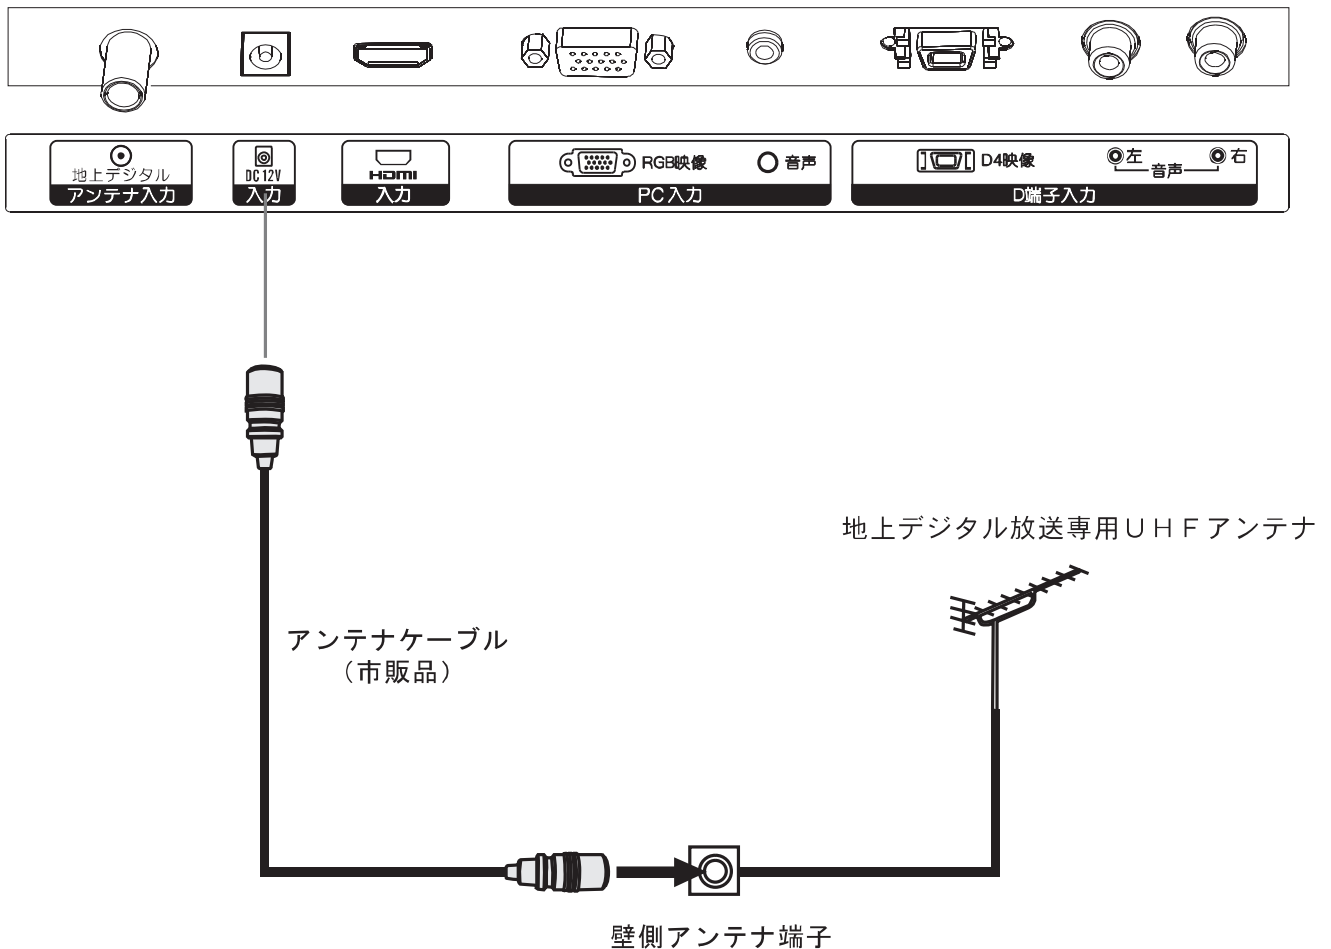 地上デジタル
アンテナ入力
DC12V
入力
HDMI
入力
RGB映像
音声
PC入力
D4映像
左
音声
右
D端子入力
地上デジタル放送専用UHFアンテナ
アンテナケーブル
（市販品）
壁側アンテナ端子